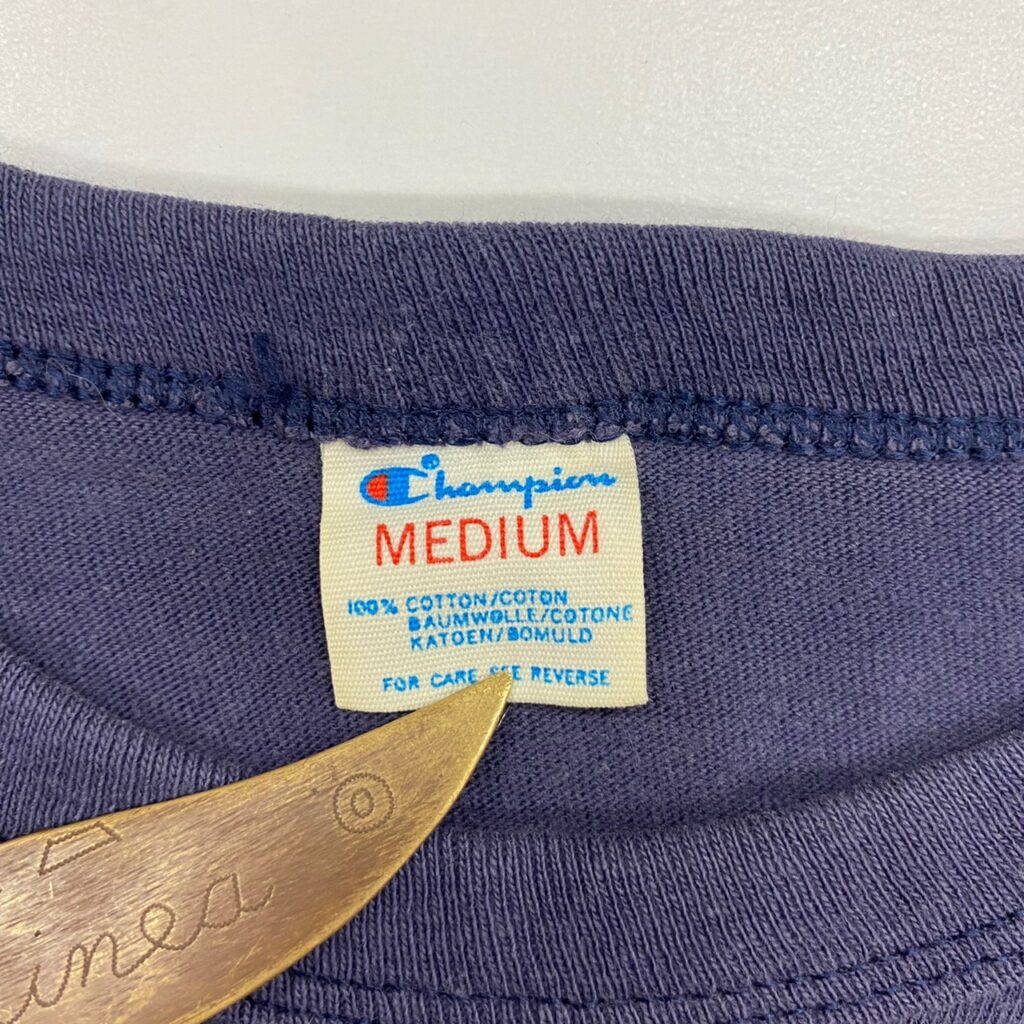 Champion
MEDIUM
100% COTTON/COTON
BAUMWOLLE/COTONE
KATOEN/BOMULD
FOR CARE SEE REVERSE